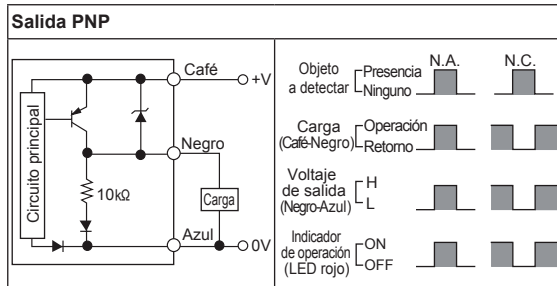 Salida PNP
Circuito principal
Café
+V
Negro
10kΩ
Carga
Azul
0V
N.A.
N.C.
Objeto
a detectar
Presencia
Ninguno
Carga
(Café-Negro)
Operación
Retorno
Voltaje
de salida
(Negro-Azul)
H
L
Indicador
de operación
(LED rojo)
ON
OFF